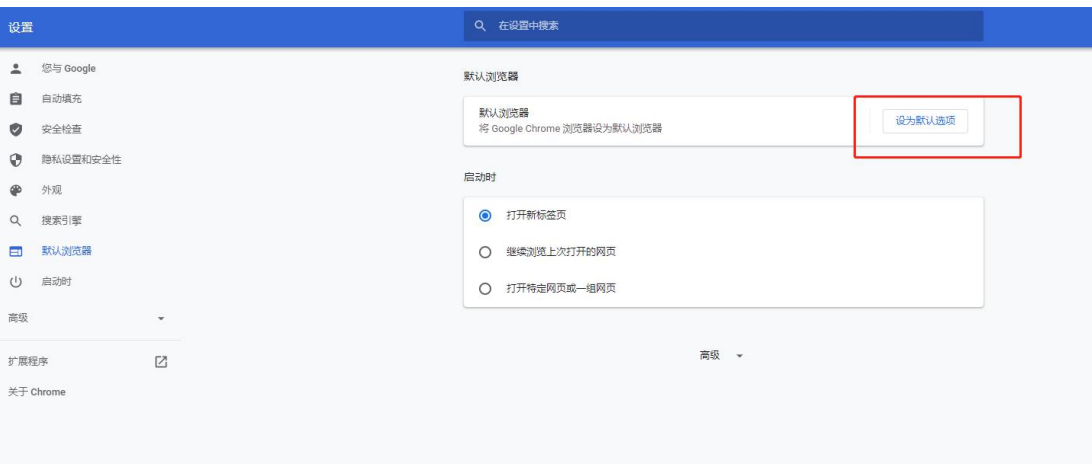 设置
在设置中搜索
您与 Google
自动填充
安全检查
隐私设置和安全性
外观
搜索引擎
默认浏览器
启动时
高级
扩展程序
关于 Chrome
默认浏览器
默认浏览器
将 Google Chrome 浏览器设为默认浏览器
设为默认选项
启动时
打开新标签页
继续浏览上次打开的网页
打开特定网页或一组网页
高级